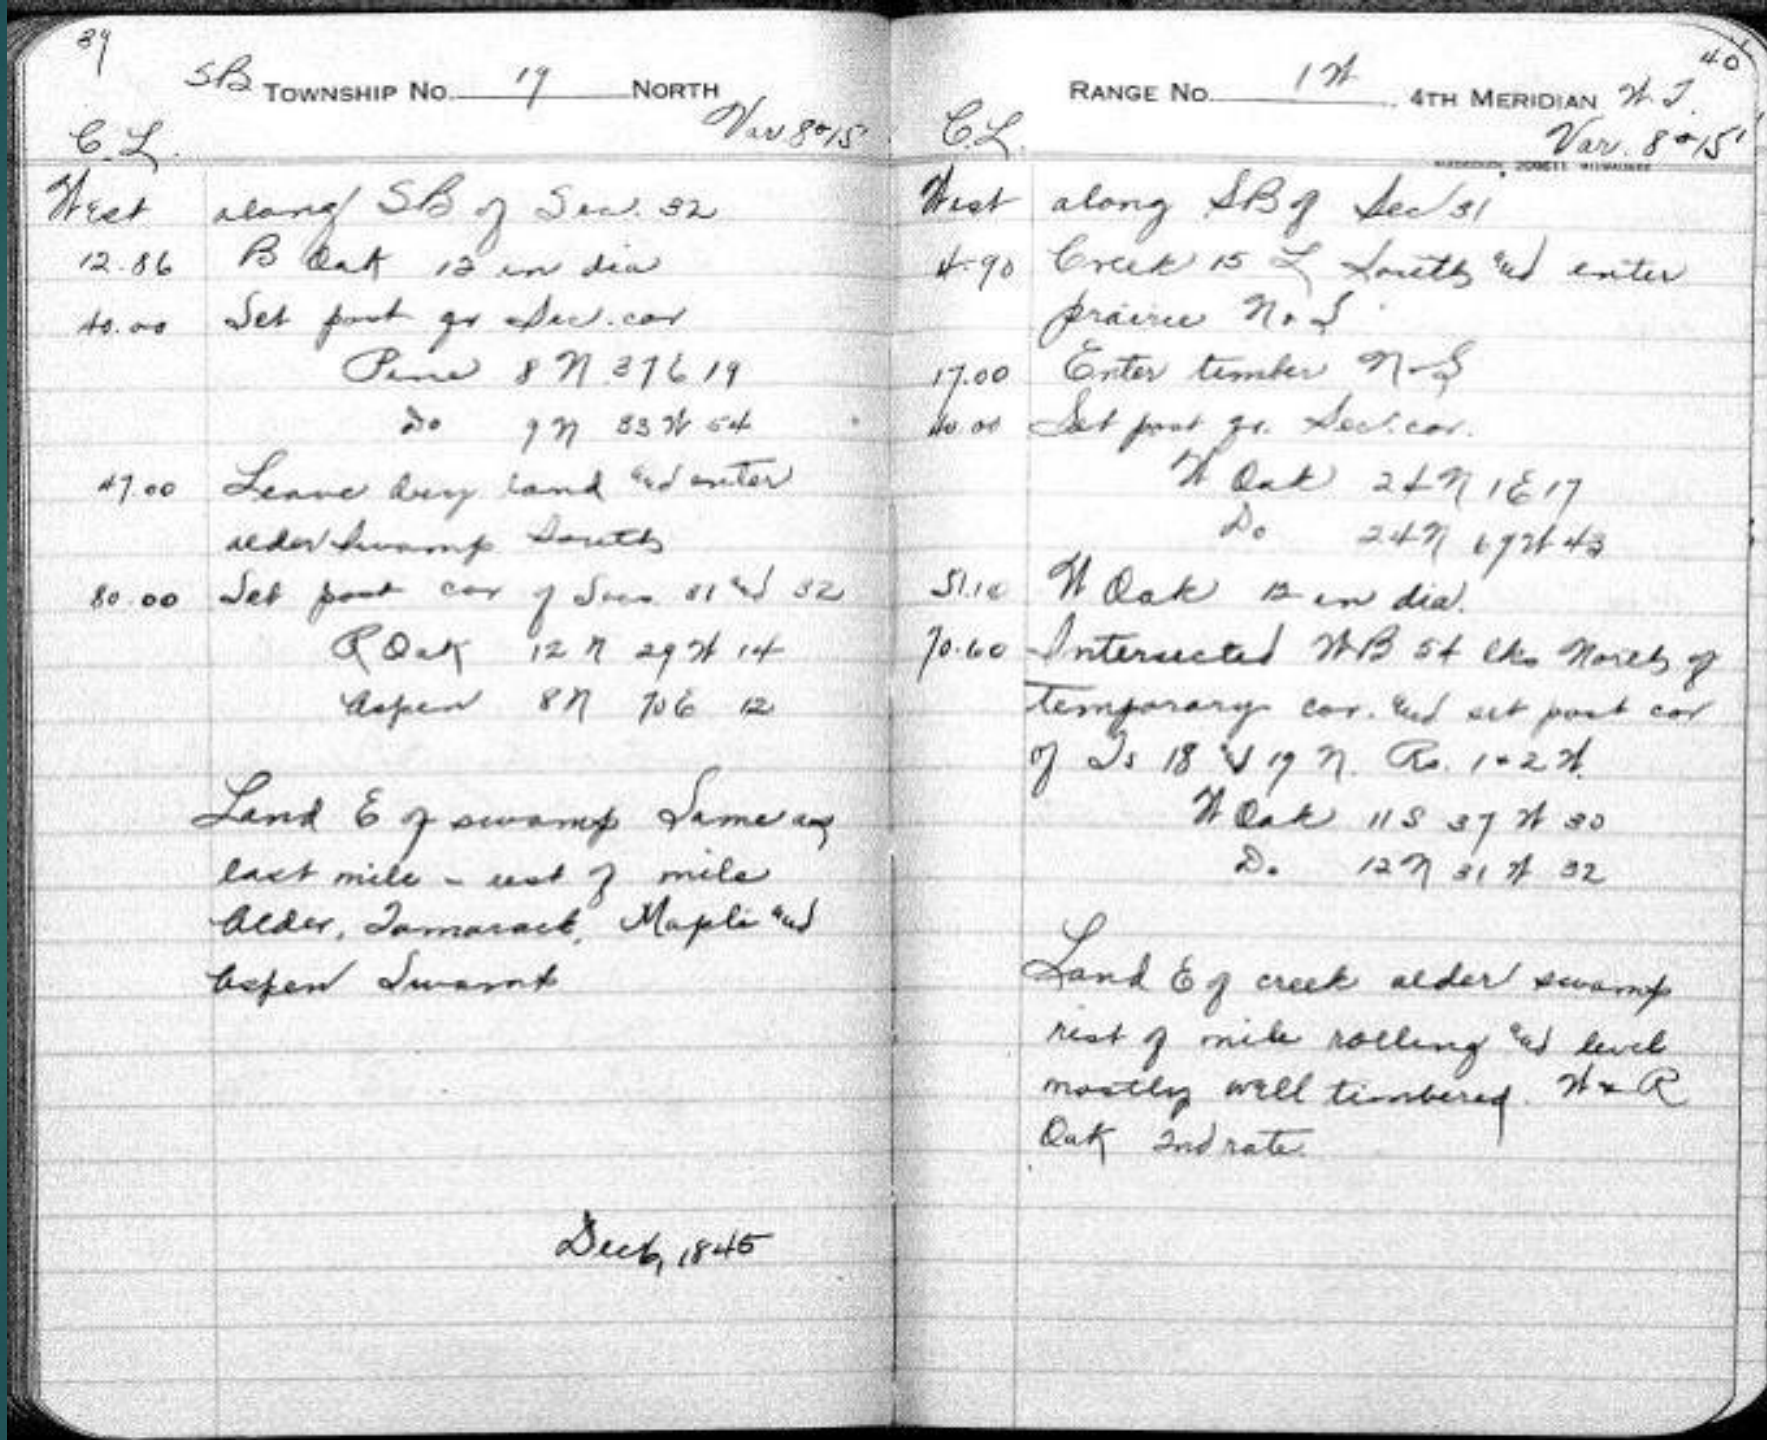 39
SB TOWNSHIP No. 19 NORTH
C. L. Var 8°15'
West along SB of Sec. 32
12.86 B Oak 12 in dia
40.00 Set post qr Sec. cor
Pine 8 N 37 E 19
Do 9 N 33 W 54
47.00 Leave dry land and enter
alder swamp South
80.00 Set post cor of Secs. 31 and 32
R Oak 12 N 29 W 14
Aspen 8 N 70 E 12
Land E of swamp Same as
last mile - rest of mile
Alder, Tamarack, Maple and
Aspen Swamp
Dec 6, 1845
40
RANGE No. 1 W 4TH MERIDIAN W. T.
C. L. Var. 8°15'
West along SB of Sec 31
4.90 Creek 15 L South and enter
prairie N & S
17.00 Enter timber N & S
40.00 Set post qr. Sec. cor.
W Oak 24 N 1 E 17
Do 24 N 69 W 43
51.10 W Oak 12 in dia.
70.60 Intersected WB 54 lks North of
temporary cor. and set post cor
of Ts 18 & 19 N. Rs. 1 & 2 W.
W Oak 11 S 37 W 30
Do. 12 N 31 W 32
Land E of creek alder swamp
rest of mile rolling and level
mostly well timbered. W & R
Oak 2nd rate.